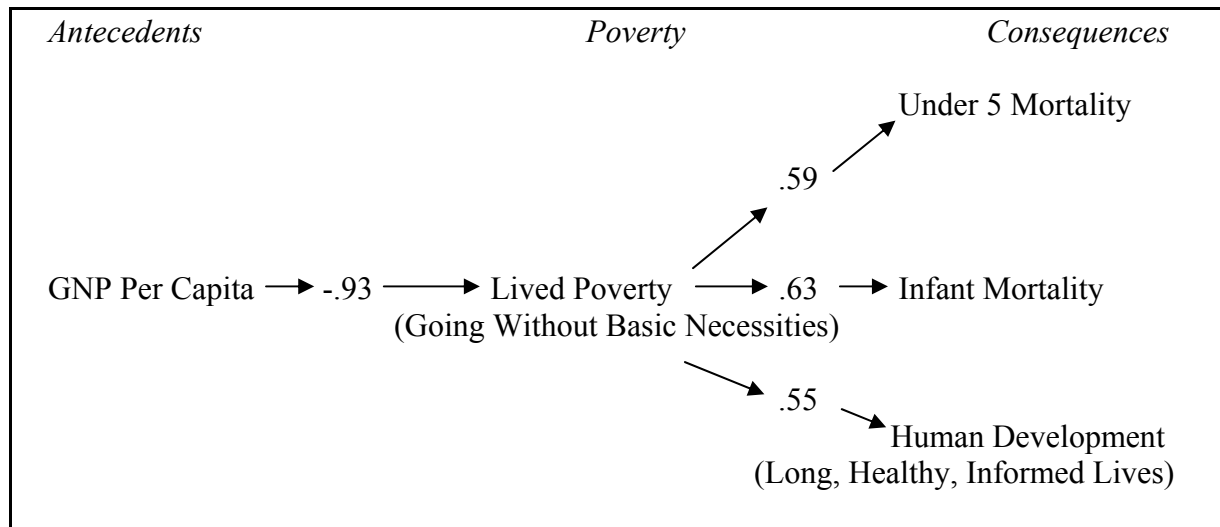 Antecedents Poverty Consequences
Under 5 Mortality
.59
GNP Per Capita -.93 Lived Poverty .63 Infant Mortality
(Going Without Basic Necessities)
.55
Human Development
(Long, Healthy, Informed Lives)